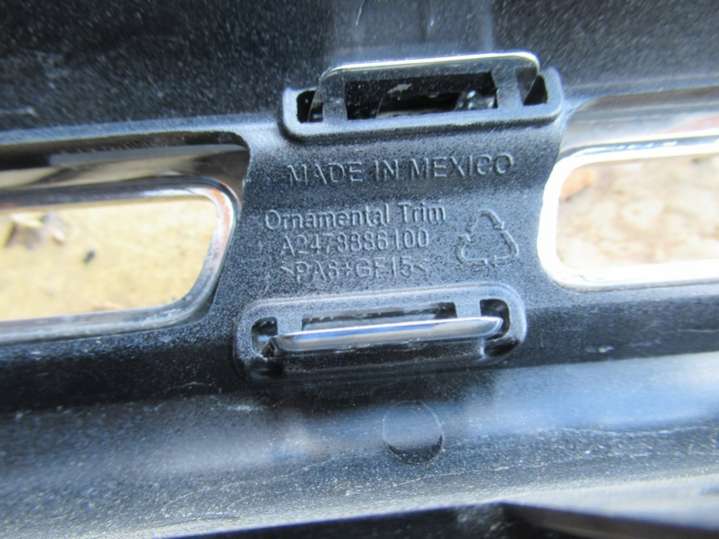 MADE IN MEXICO
Ornamental Trim
A2478886100
>PA6+GF15<